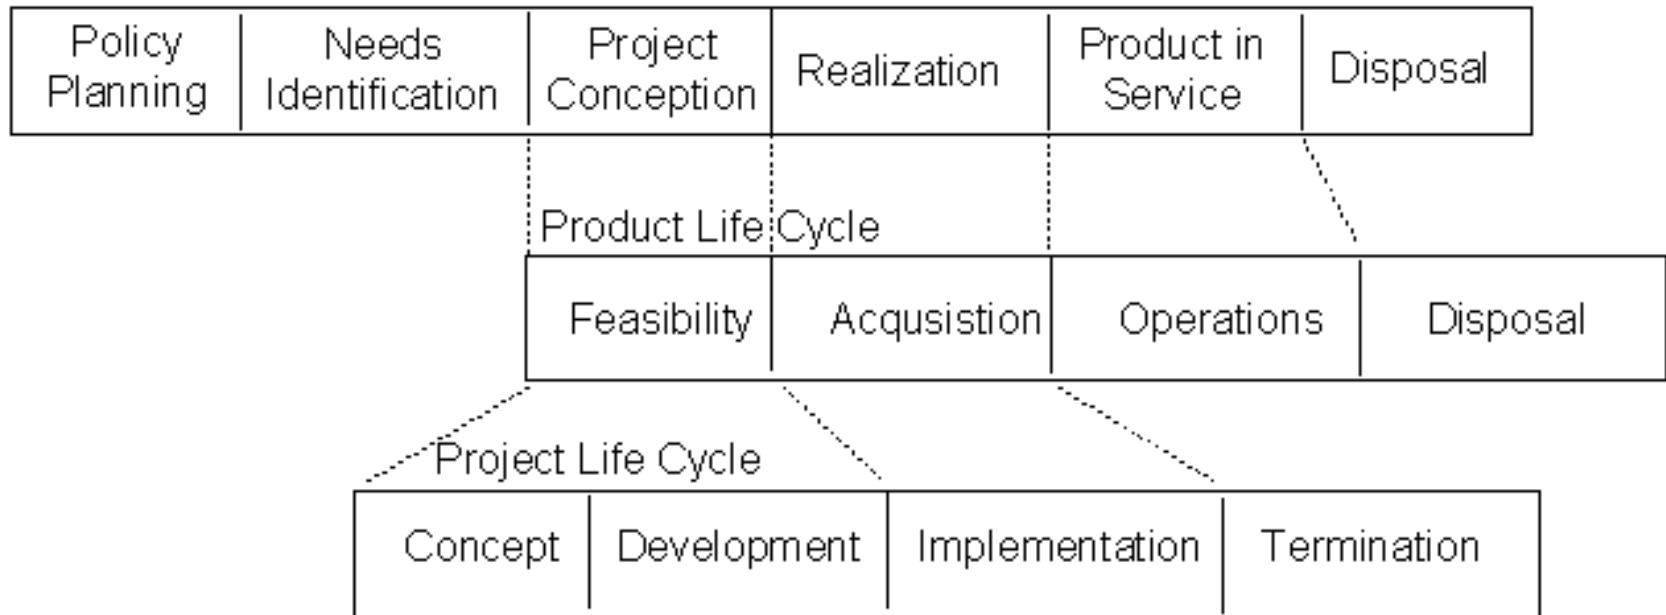 Policy
Planning
Needs
Identification
Project
Conception
Realization
Product in
Service
Disposal
Product Life Cycle
Feasibility
Acqusistion
Operations
Disposal
Project Life Cycle
Concept
Development
Implementation
Termination